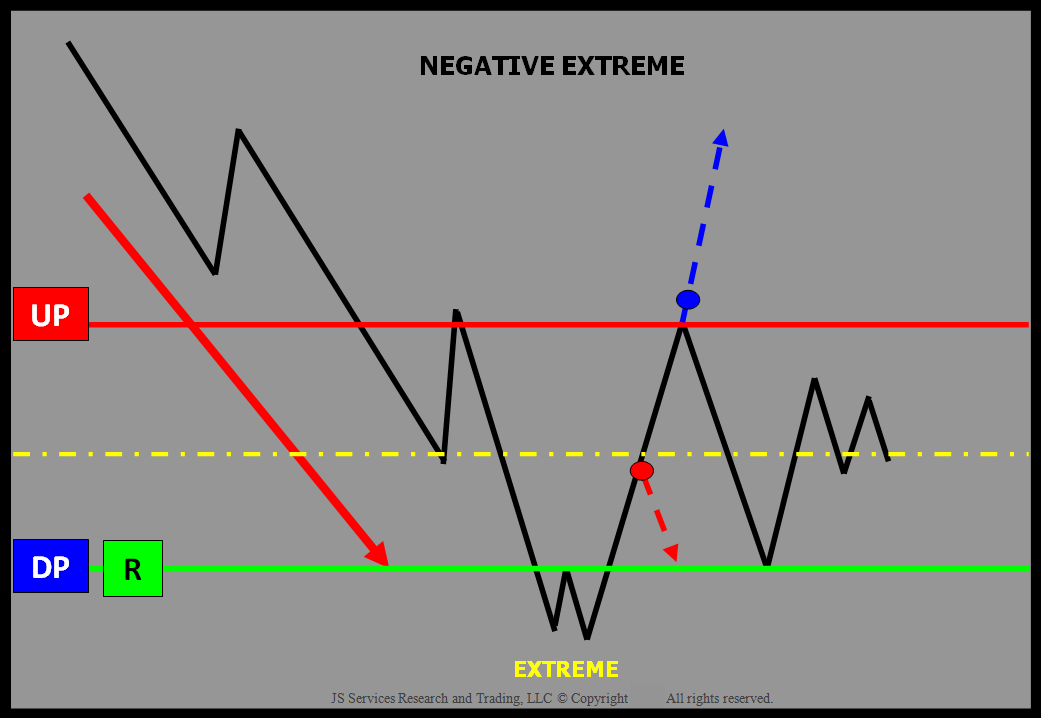 NEGATIVE EXTREME
UP
DP
R
EXTREME
JS Services Research and Trading, LLC © Copyright All rights reserved.